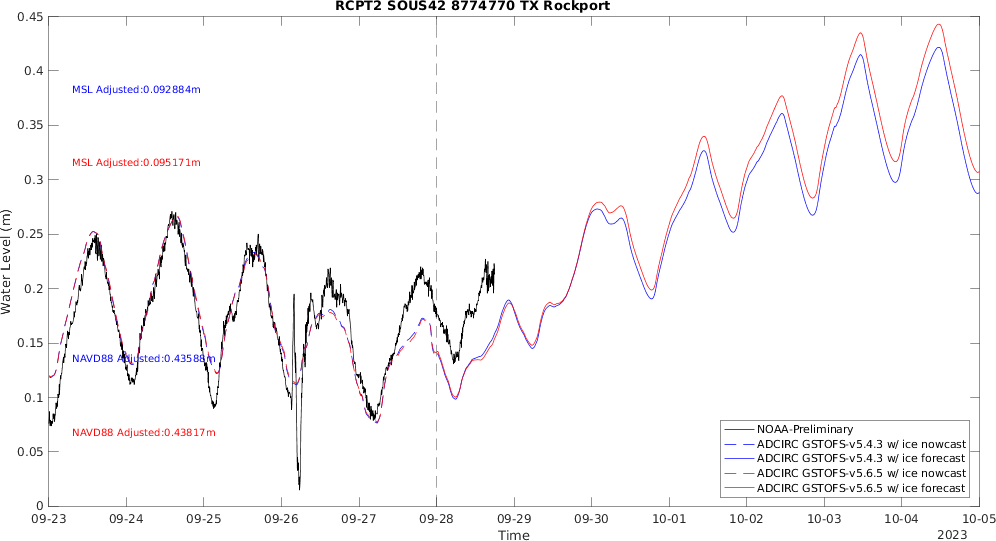 RCPT2 SOUS42 8774770 TX Rockport
Water Level (m)
0.45
0.4
0.35
0.3
0.25
0.2
0.15
0.1
0.05
0
MSL Adjusted:0.092884m
MSL Adjusted:0.095171m
NAVD88 Adjusted:0.43588m
NAVD88 Adjusted:0.43817m
NOAA-Preliminary
ADCIRC GSTOFS-v5.4.3 w/ ice nowcast
ADCIRC GSTOFS-v5.4.3 w/ ice forecast
ADCIRC GSTOFS-v5.6.5 w/ ice nowcast
ADCIRC GSTOFS-v5.6.5 w/ ice forecast
09-23 09-24 09-25 09-26 09-27 09-28 09-29 09-30 10-01 10-02 10-03 10-04 10-05
Time
2023